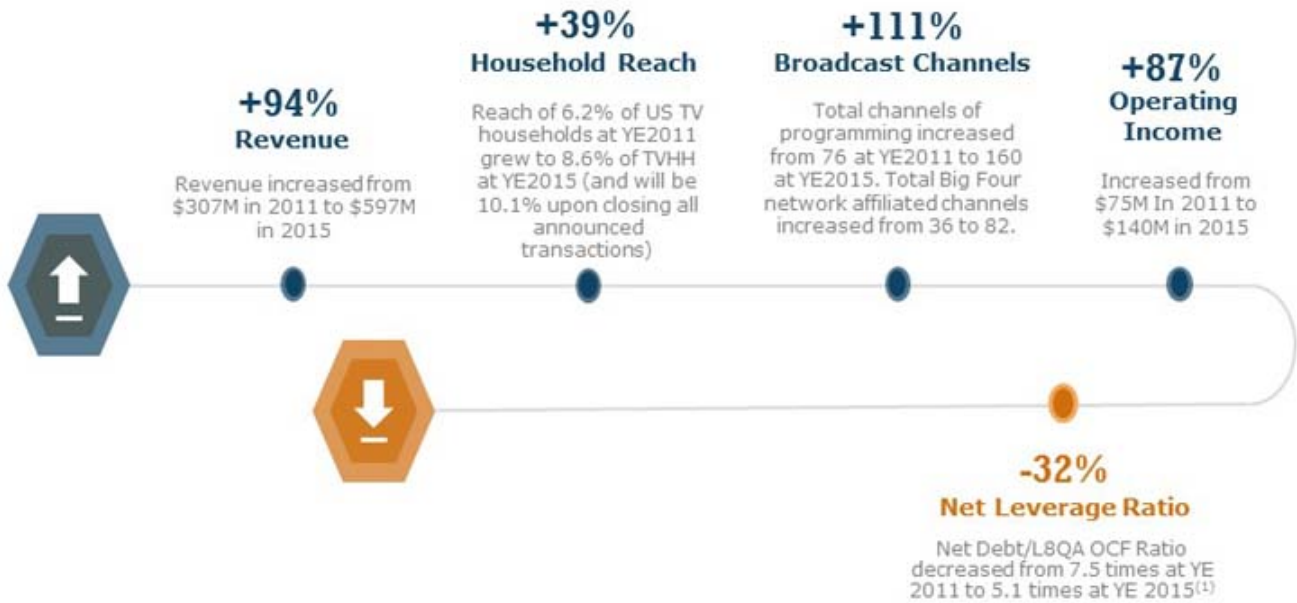 +94%
Revenue
Revenue increased from
$307M in 2011 to $597M
in 2015
+39%
Household Reach
Reach of 6.2% of US TV
households at YE2011
grew to 8.6% of TVHH
at YE2015 (and will be
10.1% upon closing all
announced
transactions)
+111%
Broadcast Channels
Total channels of
programming increased
from 76 at YE2011 to 160
at YE2015. Total Big Four
network affiliated channels
increased from 36 to 82.
+87%
Operating
Income
Increased from
$75M In 2011 to
$140M in 2015
-32%
Net Leverage Ratio
Net Debt/L8QA OCF Ratio
decreased from 7.5 times at YE
2011 to 5.1 times at YE 2015(1)